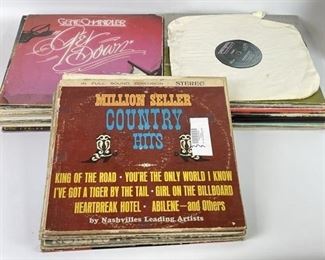 GENE CHANDLER
Get Down
IN FULL SOUND DIMENSION STEREO
MILLION SELLER
COUNTRY
HITS
KING OF THE ROAD • YOU'RE THE ONLY WORLD I KNOW
I'VE GOT A TIGER BY THE TAIL • GIRL ON THE BILLBOARD
HEARTBREAK HOTEL • ABILENE—and Others
by Nashvilles Leading Artists